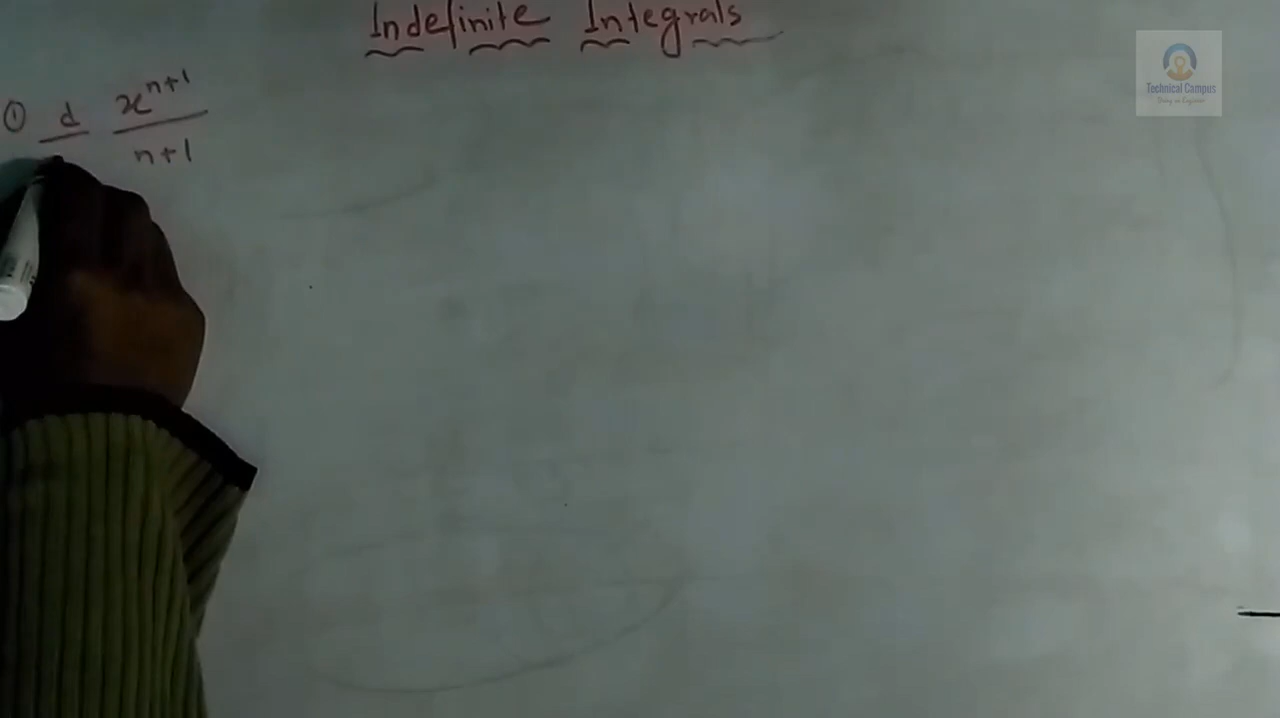 Indefinite Integrals
① d x^{n+1}
n+1
Technical Campus